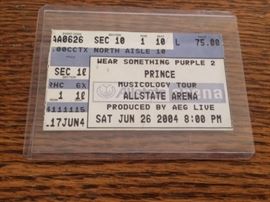 AA0626 SEC 10 1 10 L 75.00
.00CCTX NORTH AISLE 10
WEAR SOMETHING PURPLE 2
SEC 10 PRINCE
RHC 6X MUSICOLOGY TOUR
1 10 ALLSTATE ARENA
PRODUCED BY AEG LIVE
.17JUN4 SAT JUN 26 2004 8:00 PM